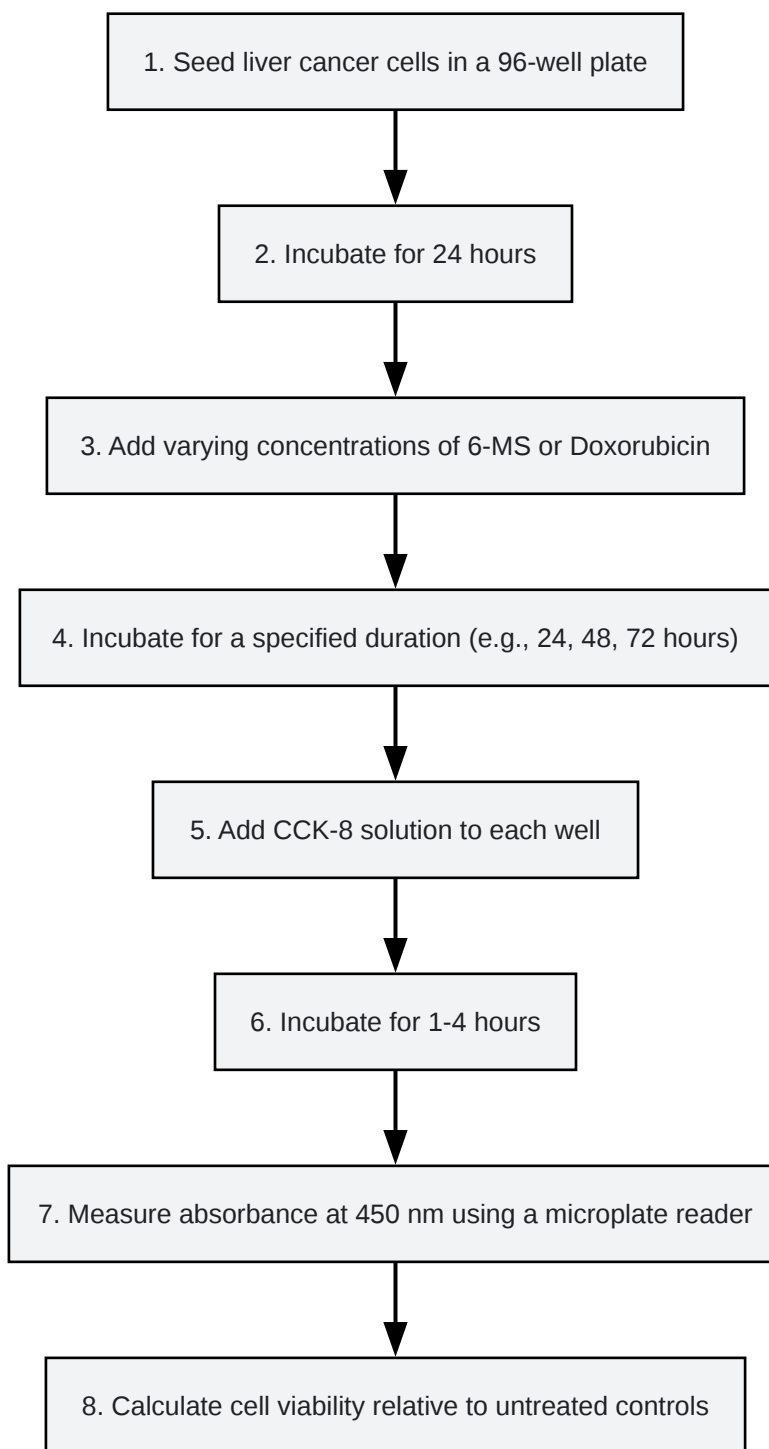 1. Seed liver cancer cells in a 96-well plate
2. Incubate for 24 hours
3. Add varying concentrations of 6-MS or Doxorubicin
4. Incubate for a specified duration (e.g., 24, 48, 72 hours)
5. Add CCK-8 solution to each well
6. Incubate for 1-4 hours
7. Measure absorbance at 450 nm using a microplate reader
8. Calculate cell viability relative to untreated controls